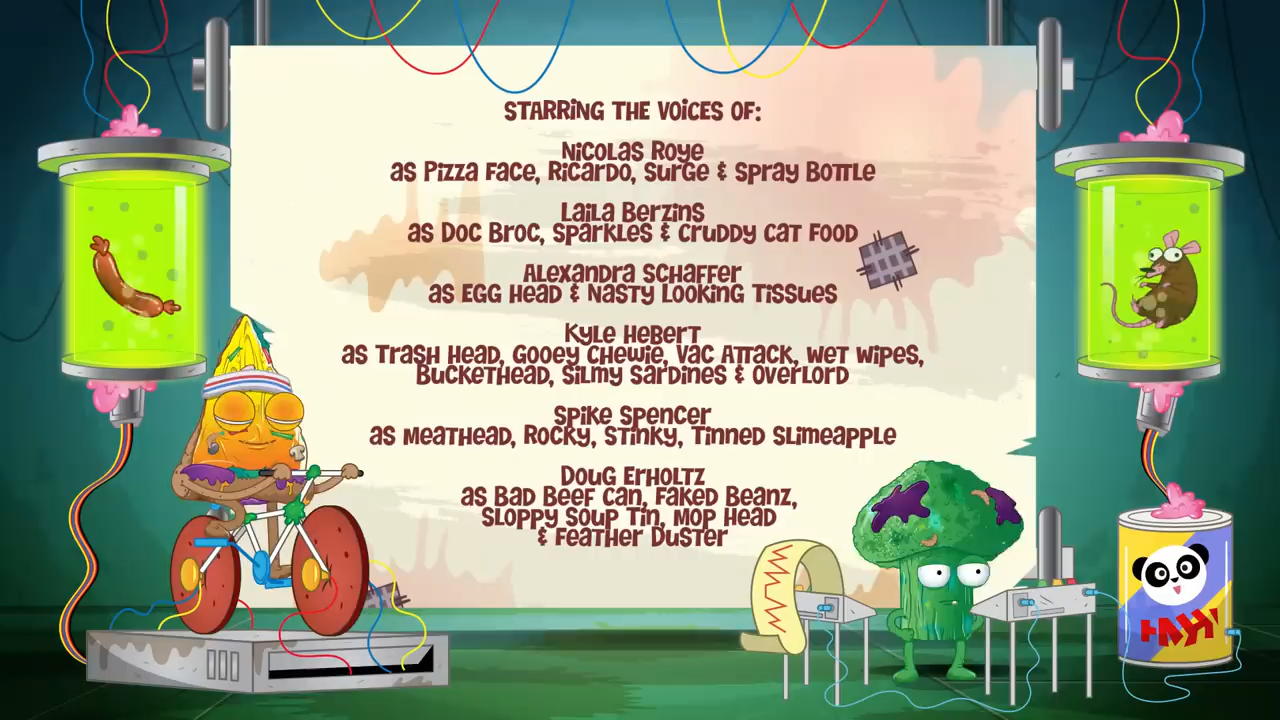 STARRING THE VOICES OF:
Nicolas Roye
as Pizza Face, Ricardo, Surge & Spray Bottle
Laila Berzins
as Doc Broc, Sparkles & Cruddy Cat Food
Alexandra Schaffer
as Egg Head & Nasty Looking Tissues
Kyle Hebert
as Trash Head, Gooey Chewie, Vac Attack, Wet Wipes,
Buckethead, Silmy Sardines & Overlord
Spike Spencer
as Meathead, Rocky, Stinky, Tinned Slimeapple
Doug Erholtz
as Bad Beef Can, Faked Beanz,
Sloppy Soup Tin, Mop Head
& Feather Duster